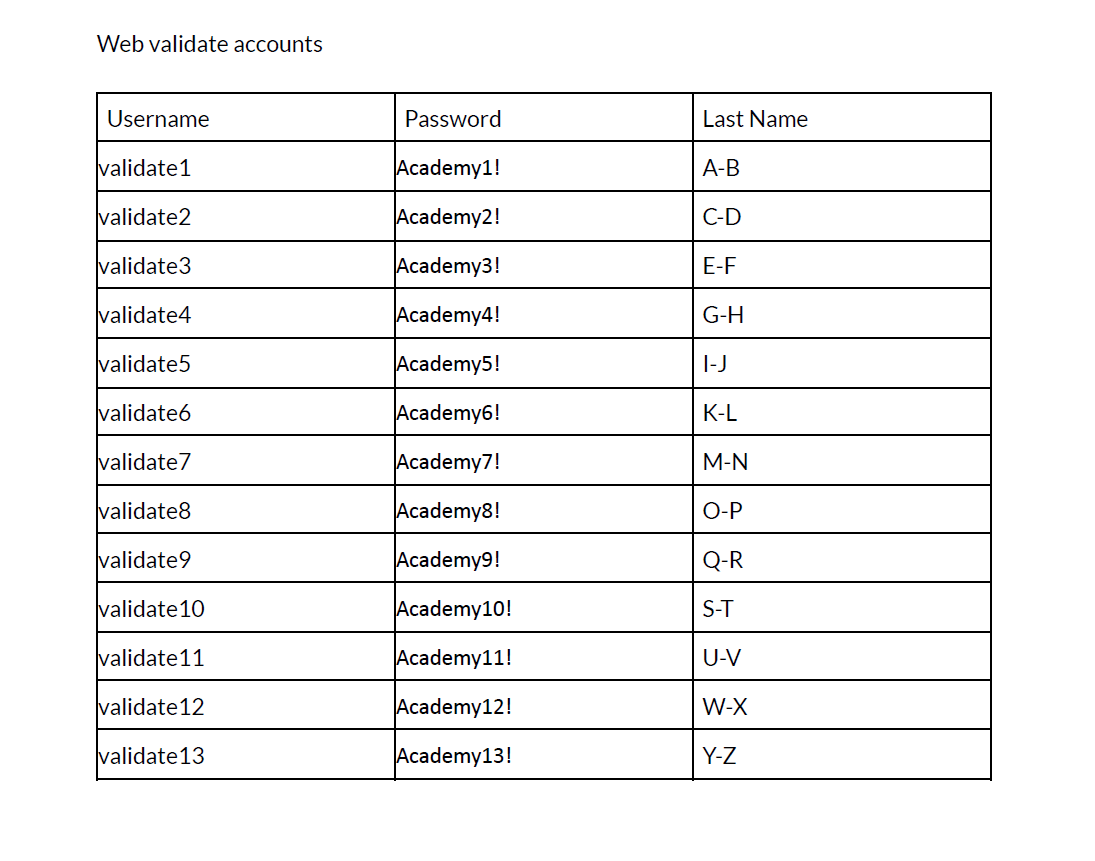 Web validate accounts
Username Password Last Name
validate1 Academy1! A-B
validate2 Academy2! C-D
validate3 Academy3! E-F
validate4 Academy4! G-H
validate5 Academy5! I-J
validate6 Academy6! K-L
validate7 Academy7! M-N
validate8 Academy8! O-P
validate9 Academy9! Q-R
validate10 Academy10! S-T
validate11 Academy11! U-V
validate12 Academy12! W-X
validate13 Academy13! Y-Z